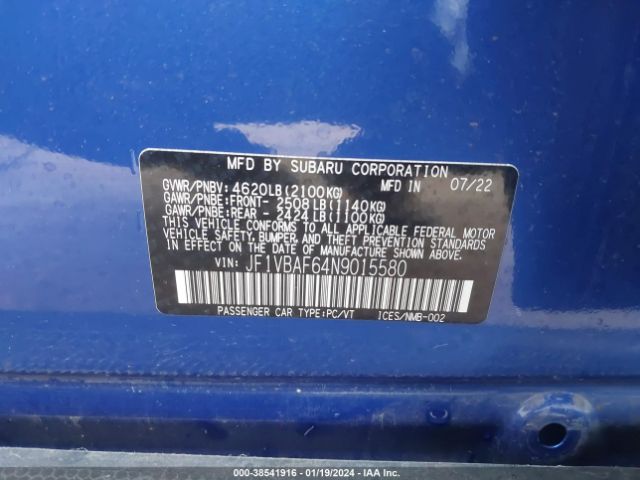 MFD BY SUBARU CORPORATION
GVWR/PNBV: 4620LB(2100KG) MFD IN 07/22
GAWR/PNBE:FRONT- 2508LB(1140KG)
GAWR/PNBE:REAR - 2424LB(1100KG)
THIS VEHICLE CONFORMS TO ALL APPLICABLE FEDERAL MOTOR
VEHICLE SAFETY, BUMPER, AND THEFT PREVENTION STANDARDS
IN EFFECT ON THE DATE OF MANUFACTURE SHOWN ABOVE.
VIN: JF1VBAF64N9015580
PASSENGER CAR TYPE:PC/VT ICES/NMB-002
000-38541916 - 01/19/2024 - IAA Inc.